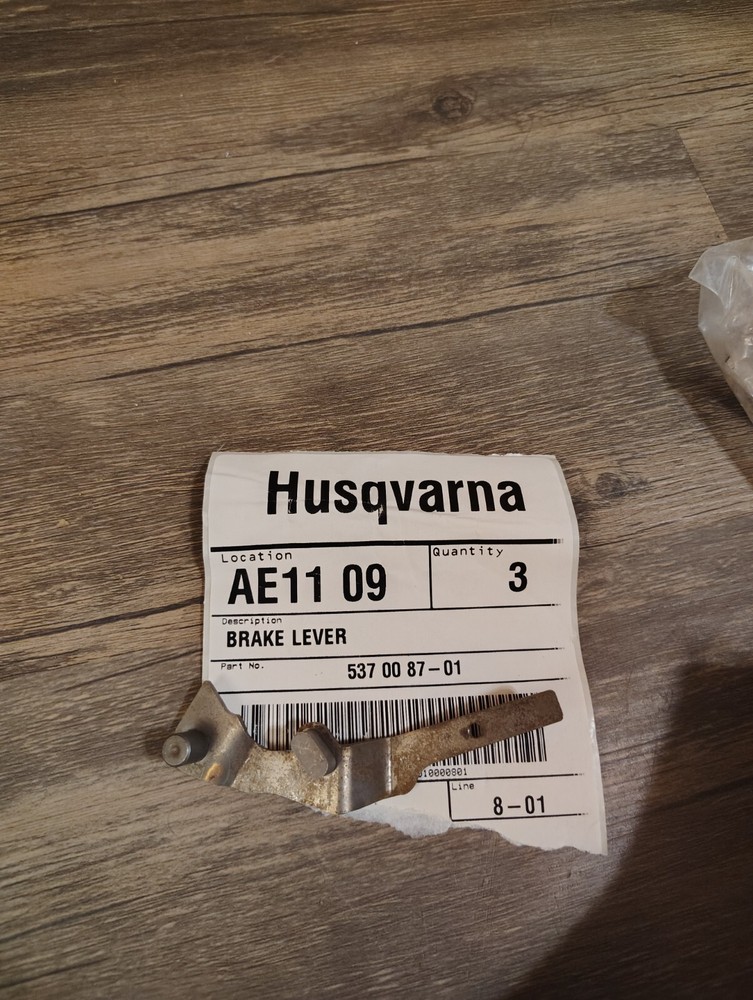 Husqvarna
Location
Quantity
AE11 09
3
Description
BRAKE LEVER
Part No.
537 00 87-01
Line
8-01